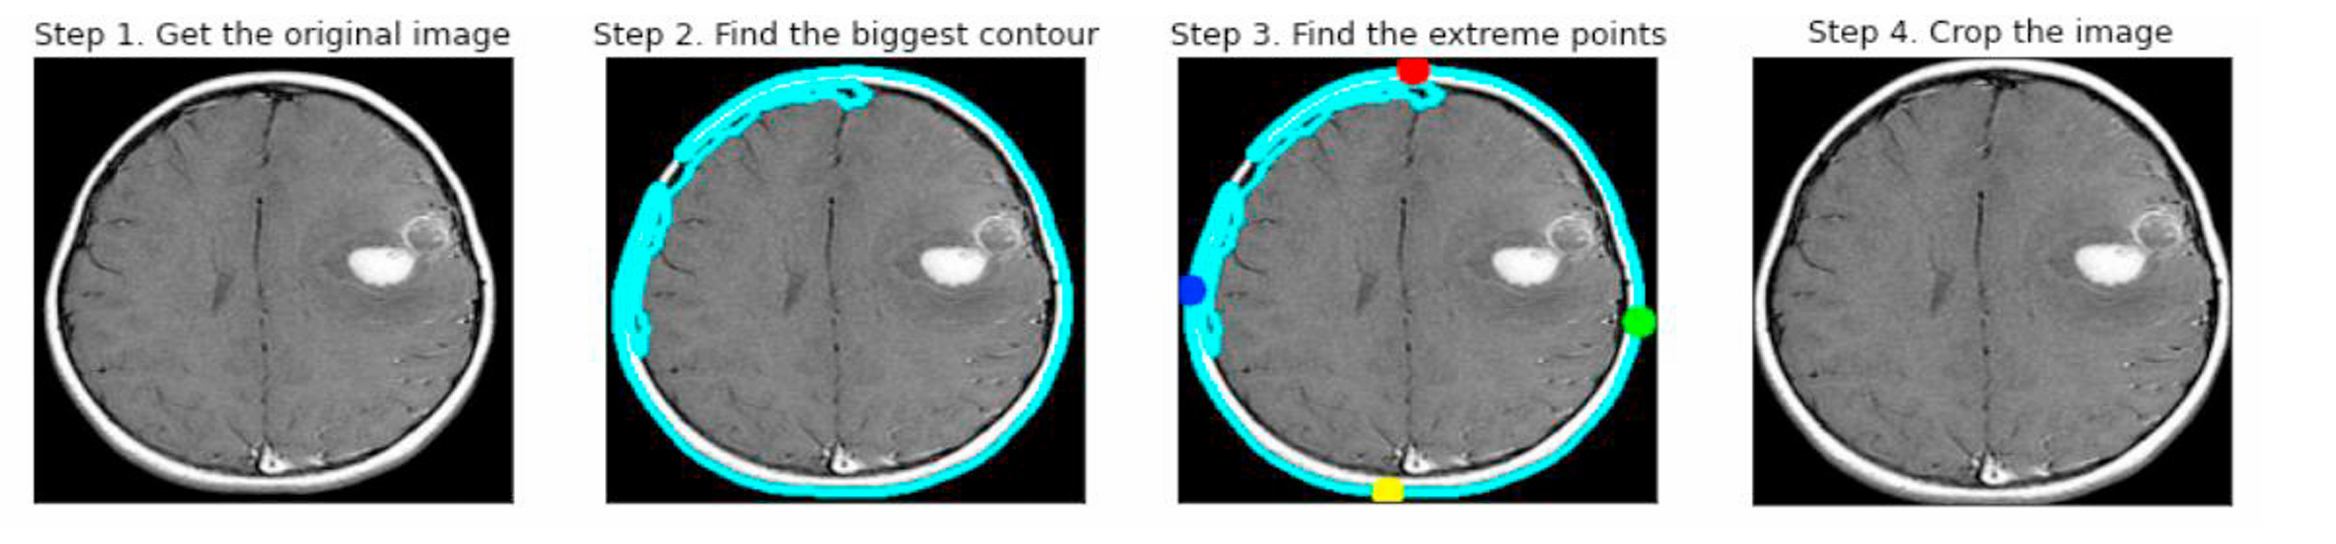 Step 1. Get the original image
Step 2. Find the biggest contour
Step 3. Find the extreme points
Step 4. Crop the image